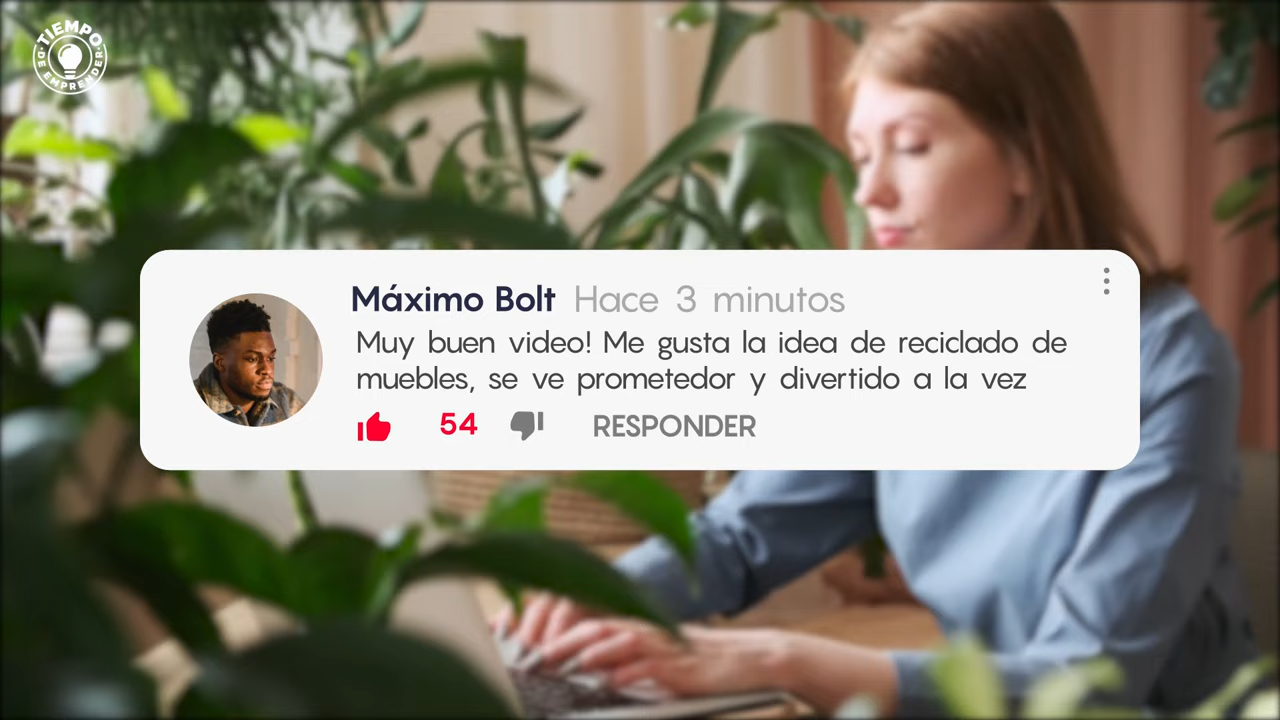 TIEMPO
DE EMPRENDER
Máximo Bolt Hace 3 minutos
Muy buen video! Me gusta la idea de reciclado de
muebles, se ve prometedor y divertido a la vez
54 RESPONDER